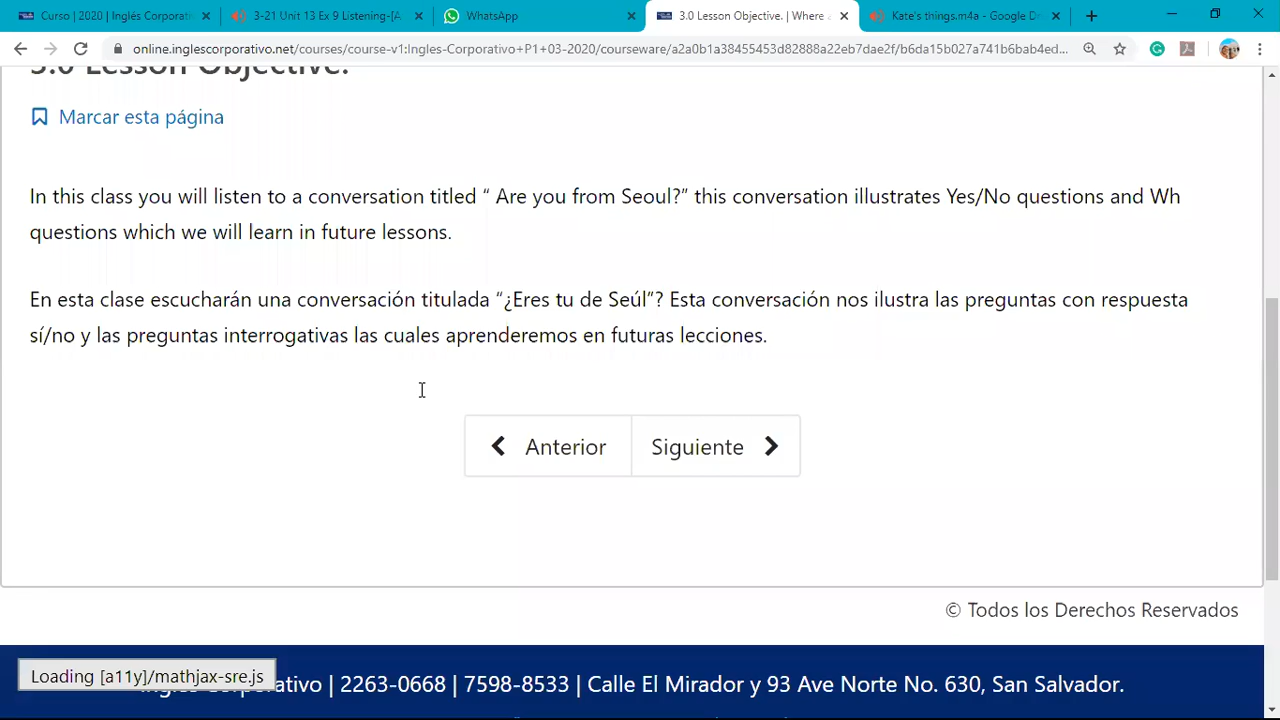 Curso | 2020 | Inglés Corporati
3-21 Unit 13 Ex 9 Listening-[A
WhatsApp
3.0 Lesson Objective. | Where a
Kate's things.m4a - Google Dr
online.inglescorporativo.net/courses/course-v1:Ingles-Corporativo+P1+03-2020/courseware/a2a0b1a38455453d82888a22eb7dae2f/b6da15b027a741b6bab4ed...
3.0 Lesson Objective.
Marcar esta página
In this class you will listen to a conversation titled “ Are you from Seoul?” this conversation illustrates Yes/No questions and Wh
questions which we will learn in future lessons.
En esta clase escucharán una conversación titulada “¿Eres tu de Seúl”? Esta conversación nos ilustra las preguntas con respuesta
sí/no y las preguntas interrogativas las cuales aprenderemos en futuras lecciones.
Anterior
Siguiente
© Todos los Derechos Reservados
Loading [a11y]/mathjax-sre.js
Inglés Corporativo | 2263-0668 | 7598-8533 | Calle El Mirador y 93 Ave Norte No. 630, San Salvador.